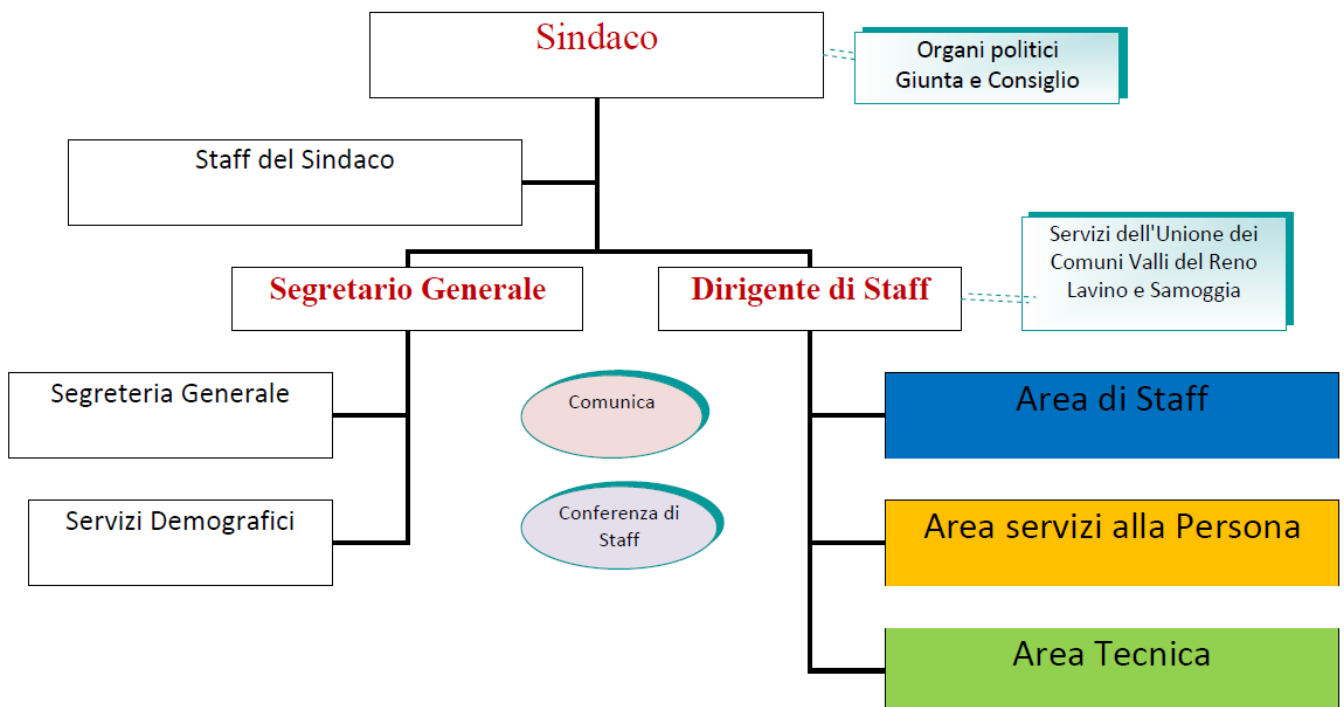 Sindaco
Organi politici
Giunta e Consiglio
Staff del Sindaco
Servizi dell'Unione dei
Comuni Valli del Reno
Lavino e Samoggia
Segretario Generale
Dirigente di Staff
Segreteria Generale
Comunica
Area di Staff
Servizi Demografici
Conferenza di
Staff
Area servizi alla Persona
Area Tecnica